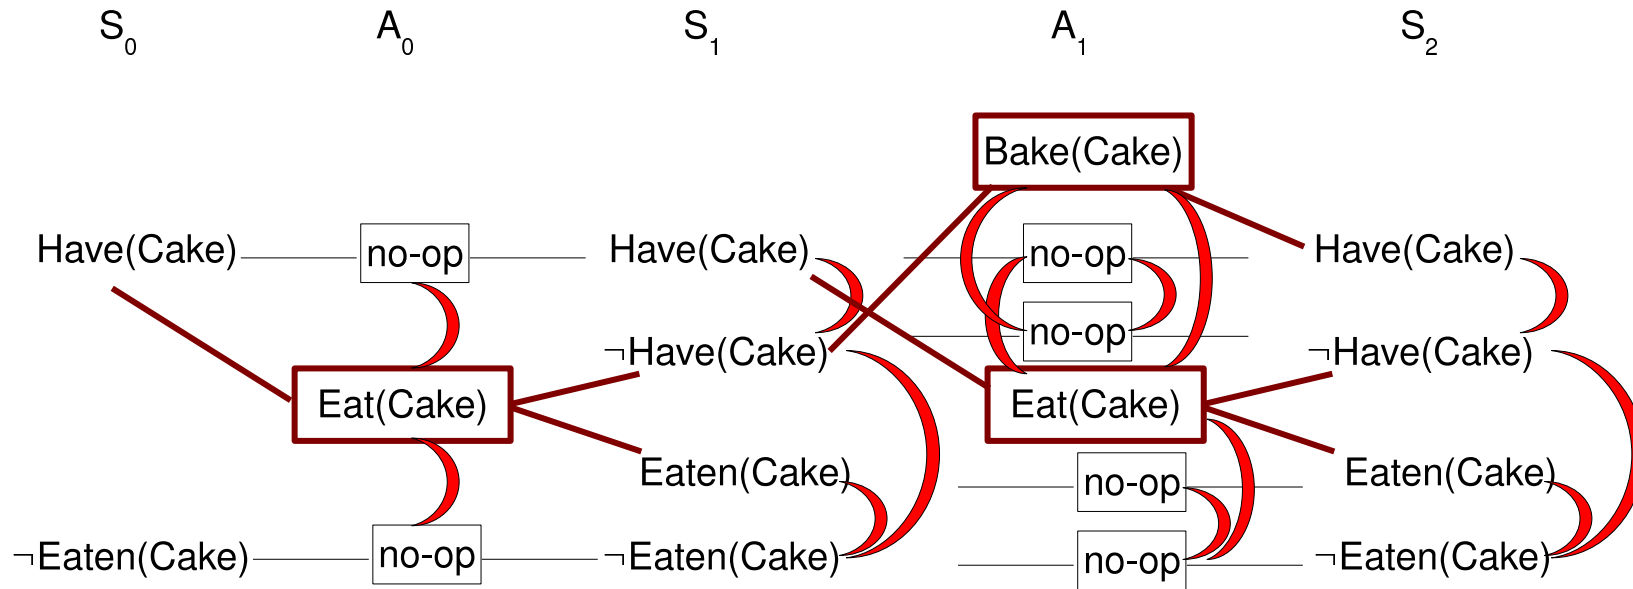 S0 A0 S1 A1 S2
Bake(Cake)
Have(Cake) no-op Have(Cake) no-op Have(Cake)
no-op
¬Have(Cake) ¬Have(Cake)
Eat(Cake) Eat(Cake)
Eaten(Cake) no-op Eaten(Cake)
¬Eaten(Cake) no-op ¬Eaten(Cake) no-op ¬Eaten(Cake)